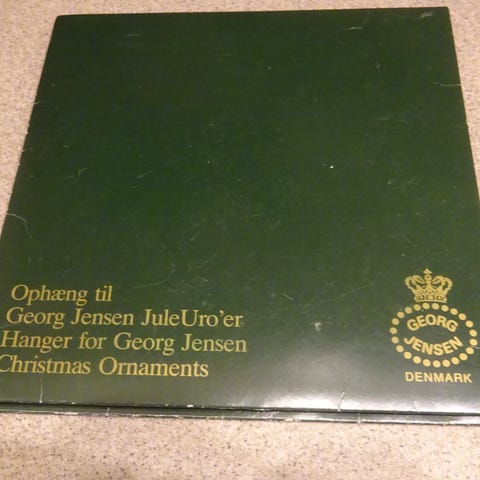 Ophæng til
Georg Jensen JuleUro'er
Hanger for Georg Jensen
Christmas Ornaments
GEORG
JENSEN
DENMARK